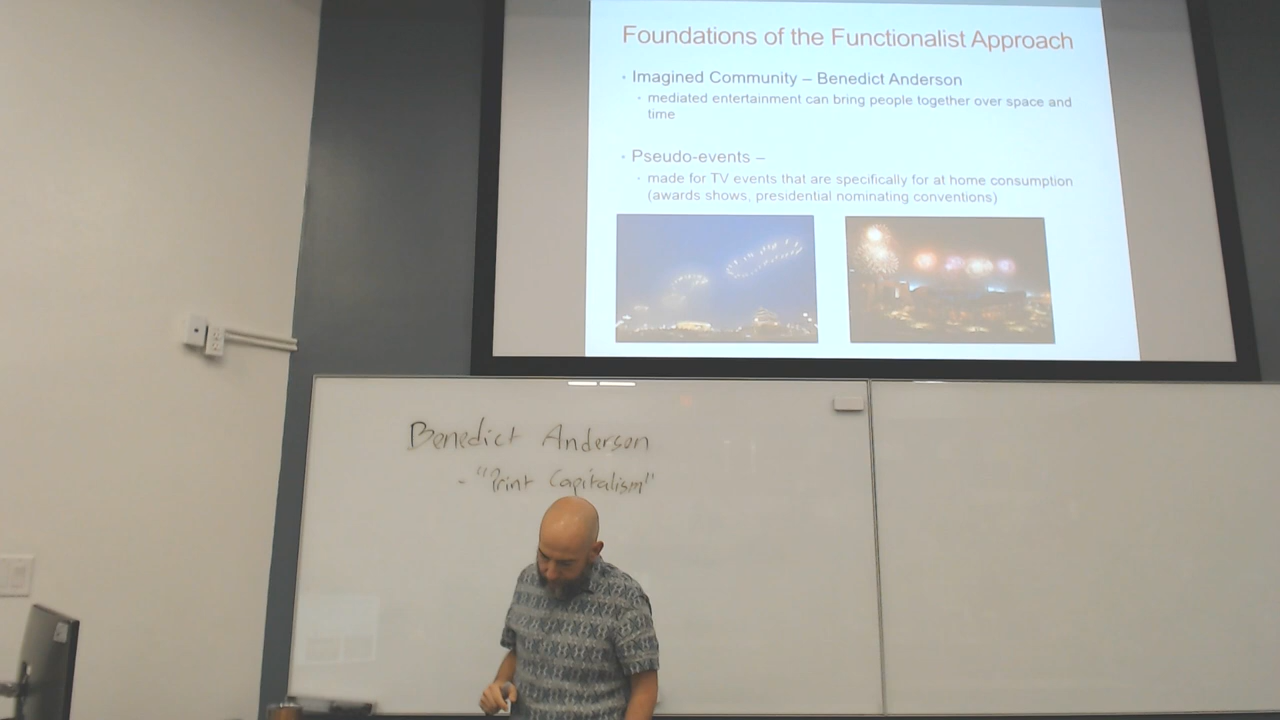 Foundations of the Functionalist Approach
• Imagined Community – Benedict Anderson
• mediated entertainment can bring people together over space and
time
• Pseudo-events –
• made for TV events that are specifically for at home consumption
(awards shows, presidential nominating conventions)
Benedict Anderson
- "Print Capitalism"